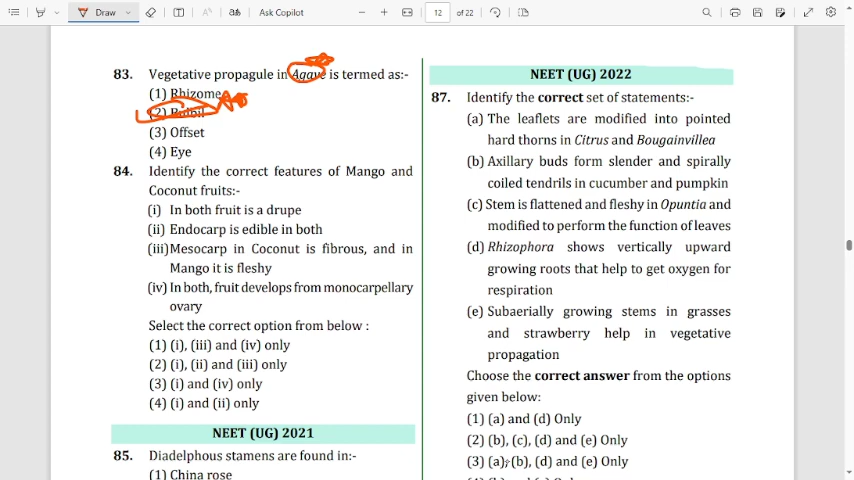 Draw
Ask Copilot
12
of 22
83. Vegetative propagule in Agave is termed as:-
(1) Rhizome
(2) Bulbil
(3) Offset
(4) Eye
84. Identify the correct features of Mango and
Coconut fruits:-
(i) In both fruit is a drupe
(ii) Endocarp is edible in both
(iii) Mesocarp in Coconut is fibrous, and in
Mango it is fleshy
(iv) In both, fruit develops from monocarpellary
ovary
Select the correct option from below :
(1) (i), (iii) and (iv) only
(2) (i), (ii) and (iii) only
(3) (i) and (iv) only
(4) (i) and (ii) only
NEET (UG) 2021
85. Diadelphous stamens are found in:-
(1) China rose
NEET (UG) 2022
87. Identify the correct set of statements:-
(a) The leaflets are modified into pointed
hard thorns in Citrus and Bougainvillea
(b) Axillary buds form slender and spirally
coiled tendrils in cucumber and pumpkin
(c) Stem is flattened and fleshy in Opuntia and
modified to perform the function of leaves
(d) Rhizophora shows vertically upward
growing roots that help to get oxygen for
respiration
(e) Subaerially growing stems in grasses
and strawberry help in vegetative
propagation
Choose the correct answer from the options
given below:
(1) (a) and (d) Only
(2) (b), (c), (d) and (e) Only
(3) (a), (b), (d) and (e) Only